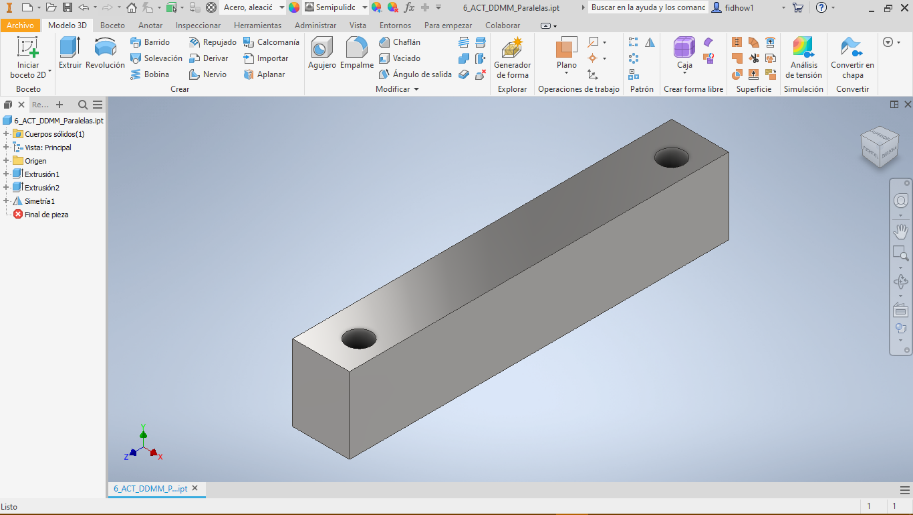 Acero, aleació
Semipulidc
6_ACT_DDMM_Paralelas.ipt
Buscar en la ayuda y los comanc
fidhow1
Archivo Modelo 3D Boceto Anotar Inspeccionar Herramientas Administrar Vista Entornos Para empezar Colaborar
Iniciar
boceto 2D
Extruir
Revolución
Barrido
Solevación
Bobina
Repujado
Derivar
Nervio
Calcomanía
Importar
Aplanar
Agujero
Empalme
Chaflán
Vaciado
Ángulo de salida
Generador
de forma
Plano
Caja
Análisis
de tensión
Convertir en
chapa
Boceto Crear Modificar Explorar Operaciones de trabajo Patrón Crear forma libre Superficie Simulación Convertir
Re...
6_ACT_DDMM_Paralelas.ipt
Cuerpos sólidos(1)
Vista: Principal
Origen
Extrusión1
Extrusión2
Simetría1
Final de pieza
Y
Z
X
6_ACT_DDMM_P...ipt
Listo
1 1